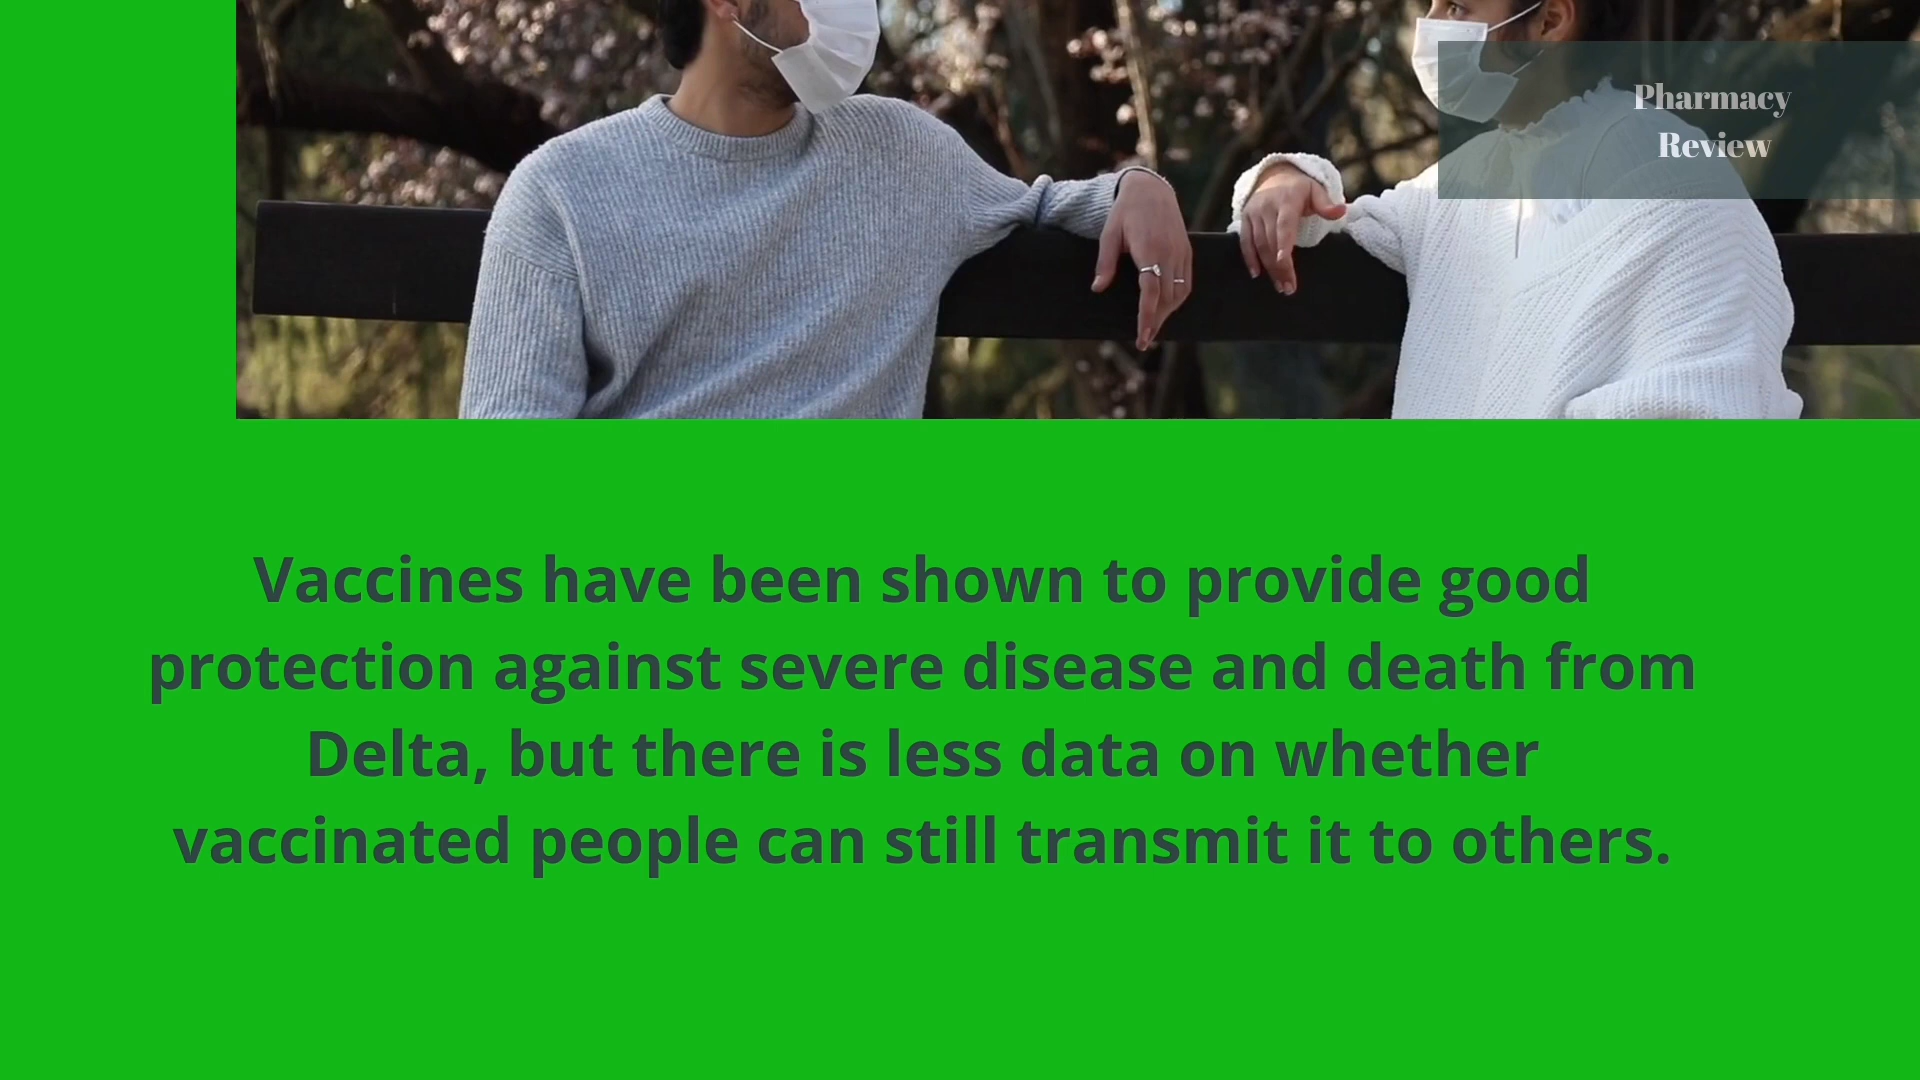 Pharmacy
Review
Vaccines have been shown to provide good
protection against severe disease and death from
Delta, but there is less data on whether
vaccinated people can still transmit it to others.